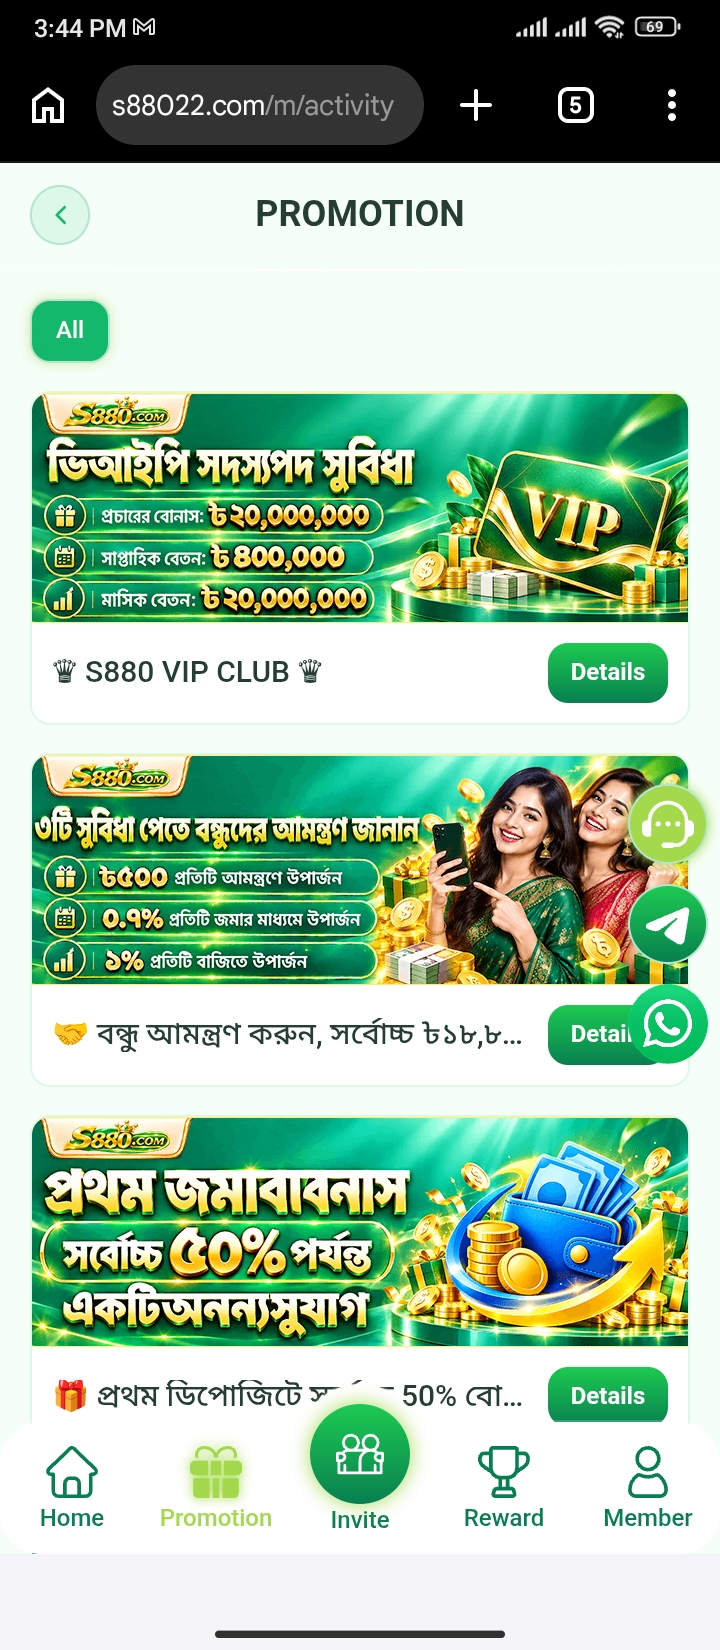 3:44 PM
69
s88022.com/m/activity
5
PROMOTION
All
S880.COM
ভিআইপি সদস্যপদ সুবিধা
প্রচারের বোনাস: ৳20,000,000
সাপ্তাহিক বেতন: ৳800,000
মাসিক বেতন: ৳20,000,000
VIP
♛ S880 VIP CLUB ♛
Details
S880.COM
৩টি সুবিধা পেতে বন্ধুদের আমন্ত্রণ জানান
৳৫০০ প্রতিটি আমন্ত্রণে উপার্জন
0.৭% প্রতিটি জমার মাধ্যমে উপার্জন
১% প্রতিটি বাজিতে উপার্জন
🤝 বন্ধু আমন্ত্রণ করুন, সর্বোচ্চ ৳১৮,৮...
Detail
S880.COM
প্রথম জমাবাবনাস
সর্বোচ্চ ৫০% পর্যন্ত
একটিঅনন্যসুযাগ
🎁 প্রথম ডিপোজিটে 50% বো...
Details
Home
Promotion
Invite
Reward
Member